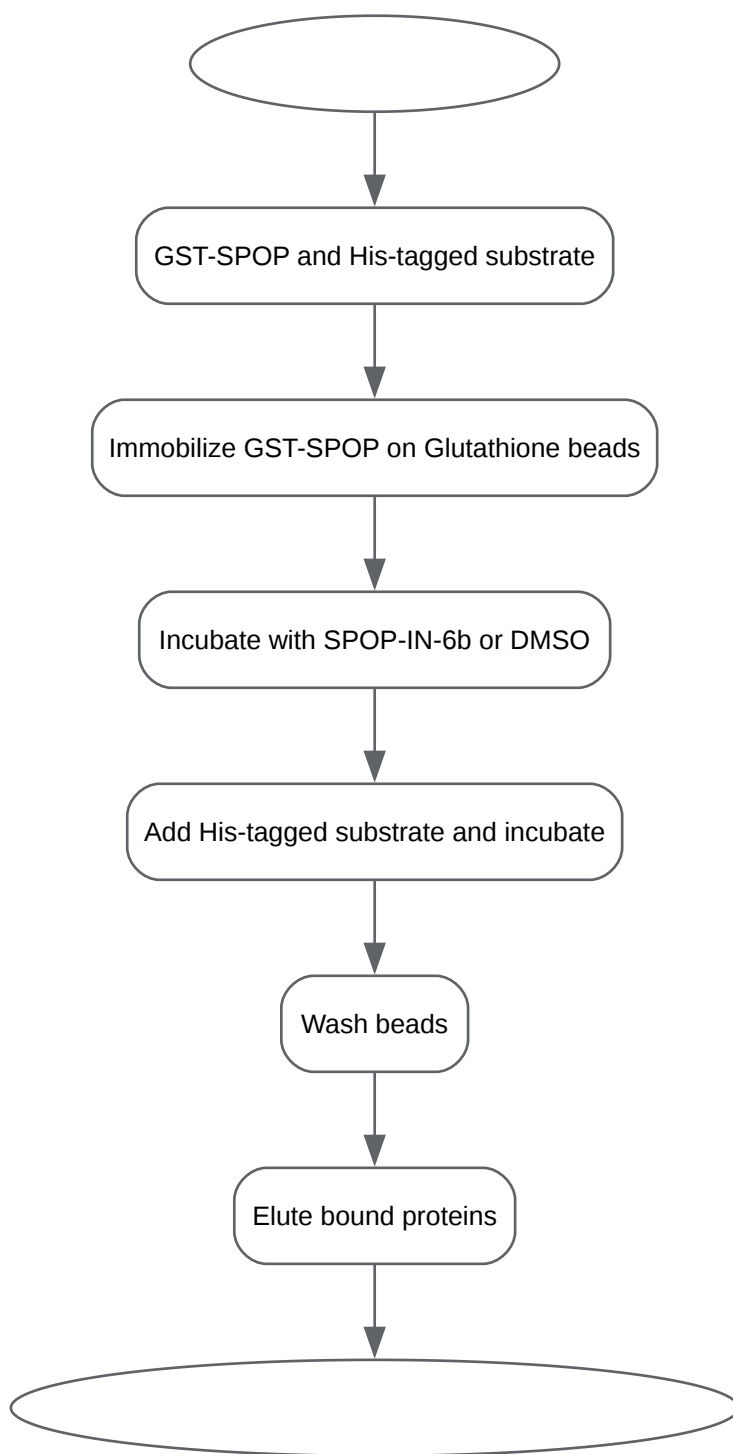 GST-SPOP and His-tagged substrate
Immobilize GST-SPOP on Glutathione beads
Incubate with SPOP-IN-6b or DMSO
Add His-tagged substrate and incubate
Wash beads
Elute bound proteins